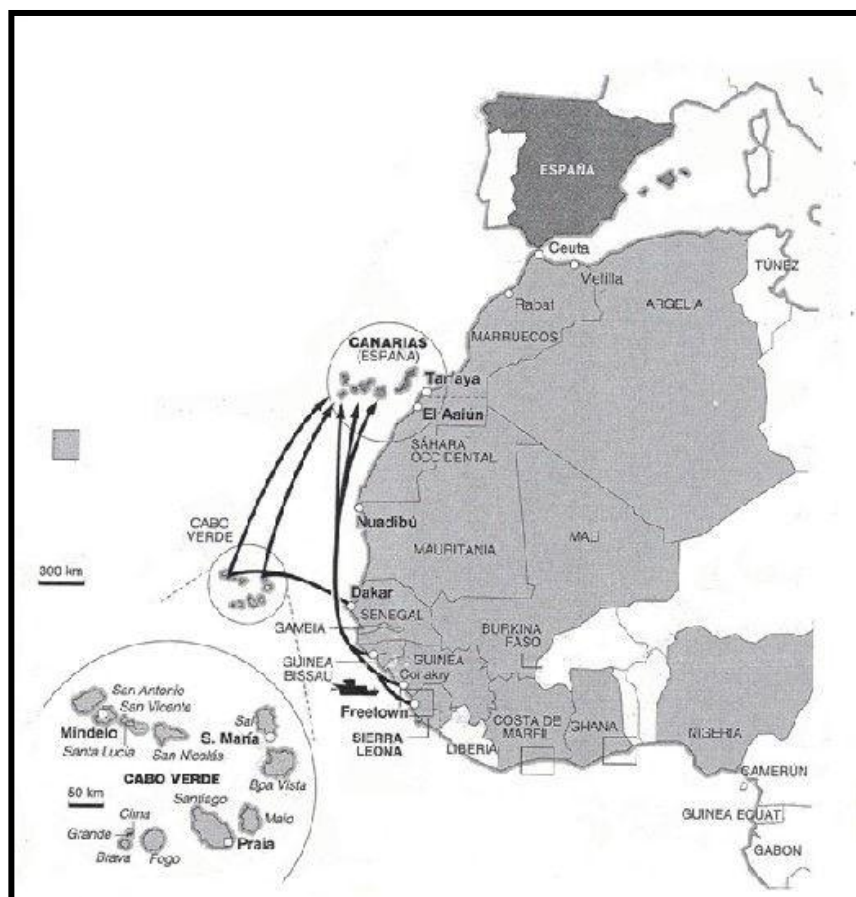 ESPAÑA
Ceuta
Melilla
TÚNEZ
Rabat
ARGELIA
MARRUECOS
CANARIAS
(ESPAÑA)
Tarfaya
El Aaiún
SÁHARA
OCCIDENTAL
CABO
VERDE
Nuadibú
MAURITANIA
MALI
300 km
Dakar
SENEGAL
GAMBIA
BURKINA
FASO
GUINEA
BISSAU
GUINEA
Conakry
Freetown
SIERRA
LEONA
LIBERIA
COSTA DE
MARFIL
GHANA
NIGERIA
CAMERÚN
GUINEA ECUAT
GABON
San Antonio
San Vicente
Mindelo
Santa Lucía
San Nicolás
Sal
S. María
CABO VERDE
Boa Vista
50 km
Santiago
Cima
Grande
Brava
Fogo
Maio
Praia